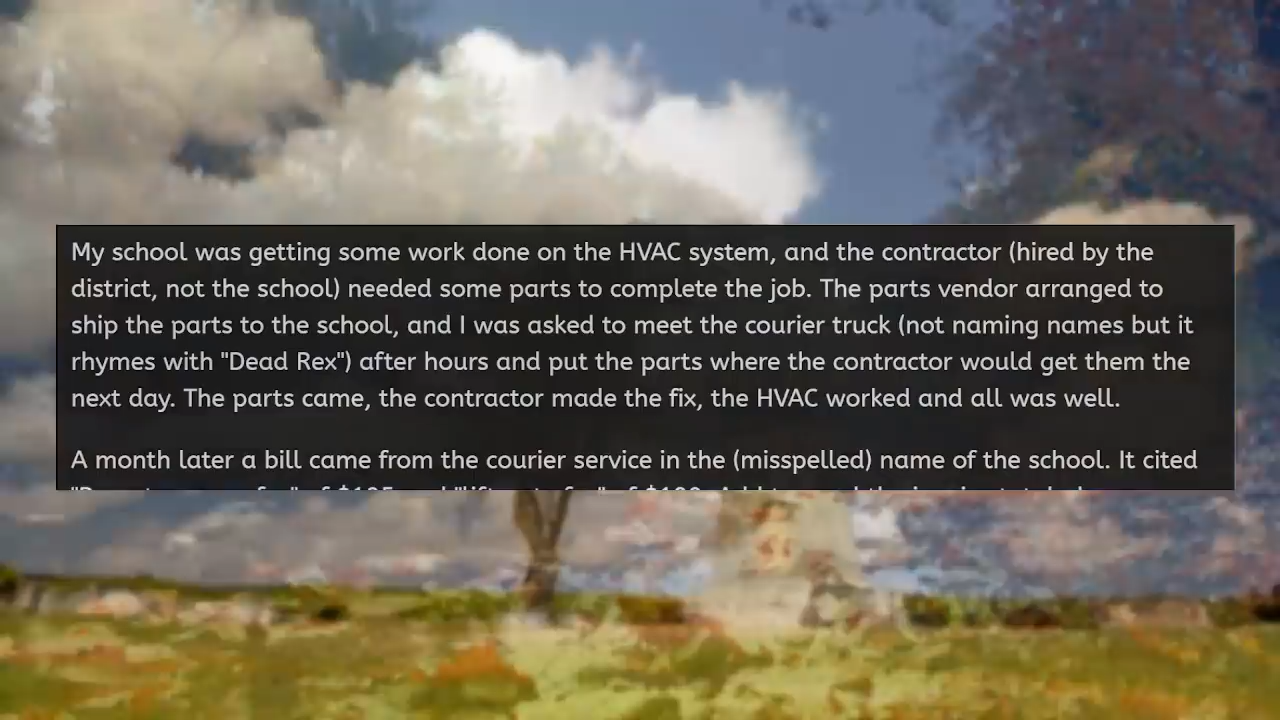 My school was getting some work done on the HVAC system, and the contractor (hired by the
district, not the school) needed some parts to complete the job. The parts vendor arranged to
ship the parts to the school, and I was asked to meet the courier truck (not naming names but it
rhymes with "Dead Rex") after hours and put the parts where the contractor would get them the
next day. The parts came, the contractor made the fix, the HVAC worked and all was well.
A month later a bill came from the courier service in the (misspelled) name of the school. It cited